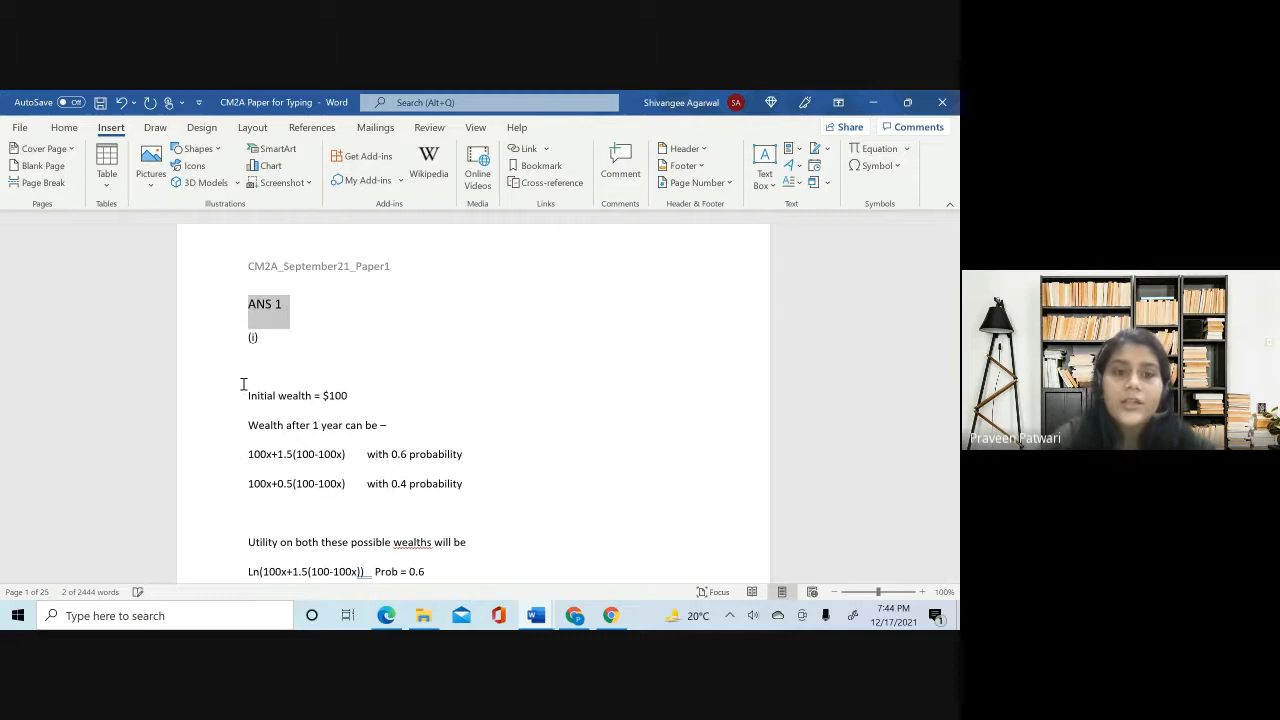 AutoSave Off CM2A Paper for Typing - Word Search (Alt+Q) Shivangee Agarwal SA
File Home Insert Draw Design Layout References Mailings Review View Help Share Comments
Cover Page
Blank Page
Page Break
Pages
Table
Tables
Pictures
Shapes
Icons
3D Models
SmartArt
Chart
Screenshot
Illustrations
Get Add-ins
My Add-ins
Wikipedia
Add-ins
Online
Videos
Media
Link
Bookmark
Cross-reference
Links
Comment
Comments
Header
Footer
Page Number
Header & Footer
Text
Box
Text
Equation
Symbol
Symbols
CM2A_September21_Paper1
ANS 1
(i)
Initial wealth = $100
Wealth after 1 year can be –
100x+1.5(100-100x) with 0.6 probability
100x+0.5(100-100x) with 0.4 probability
Utility on both these possible wealths will be
Ln(100x+1.5(100-100x)) Prob = 0.6
Page 1 of 25 2 of 2444 words Focus 100%
Type here to search 20°C 7:44 PM
12/17/2021
Praveen Patwari